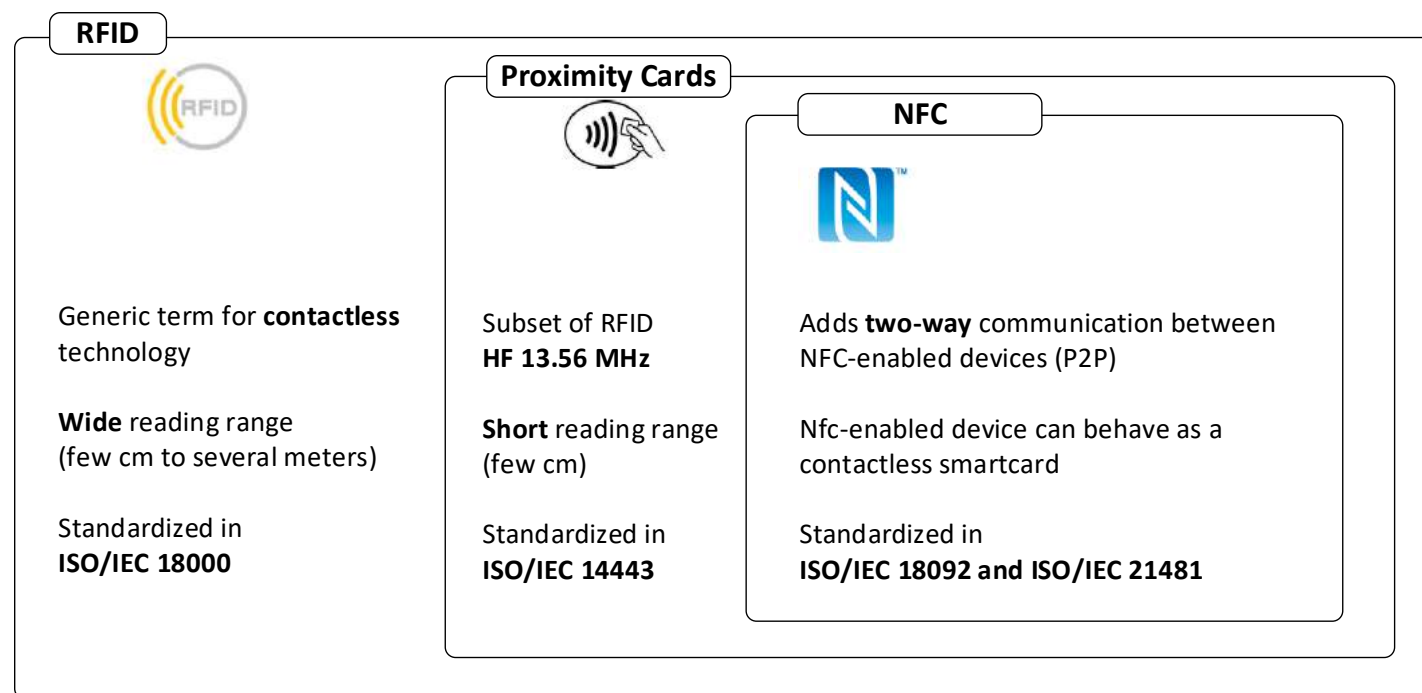 RFID
RFID
Generic term for contactless
technology
Wide reading range
(few cm to several meters)
Standardized in
ISO/IEC 18000
Proximity Cards
Subset of RFID
HF 13.56 MHz
Short reading range
(few cm)
Standardized in
ISO/IEC 14443
NFC
TM
Adds two-way communication between
NFC-enabled devices (P2P)
Nfc-enabled device can behave as a
contactless smartcard
Standardized in
ISO/IEC 18092 and ISO/IEC 21481